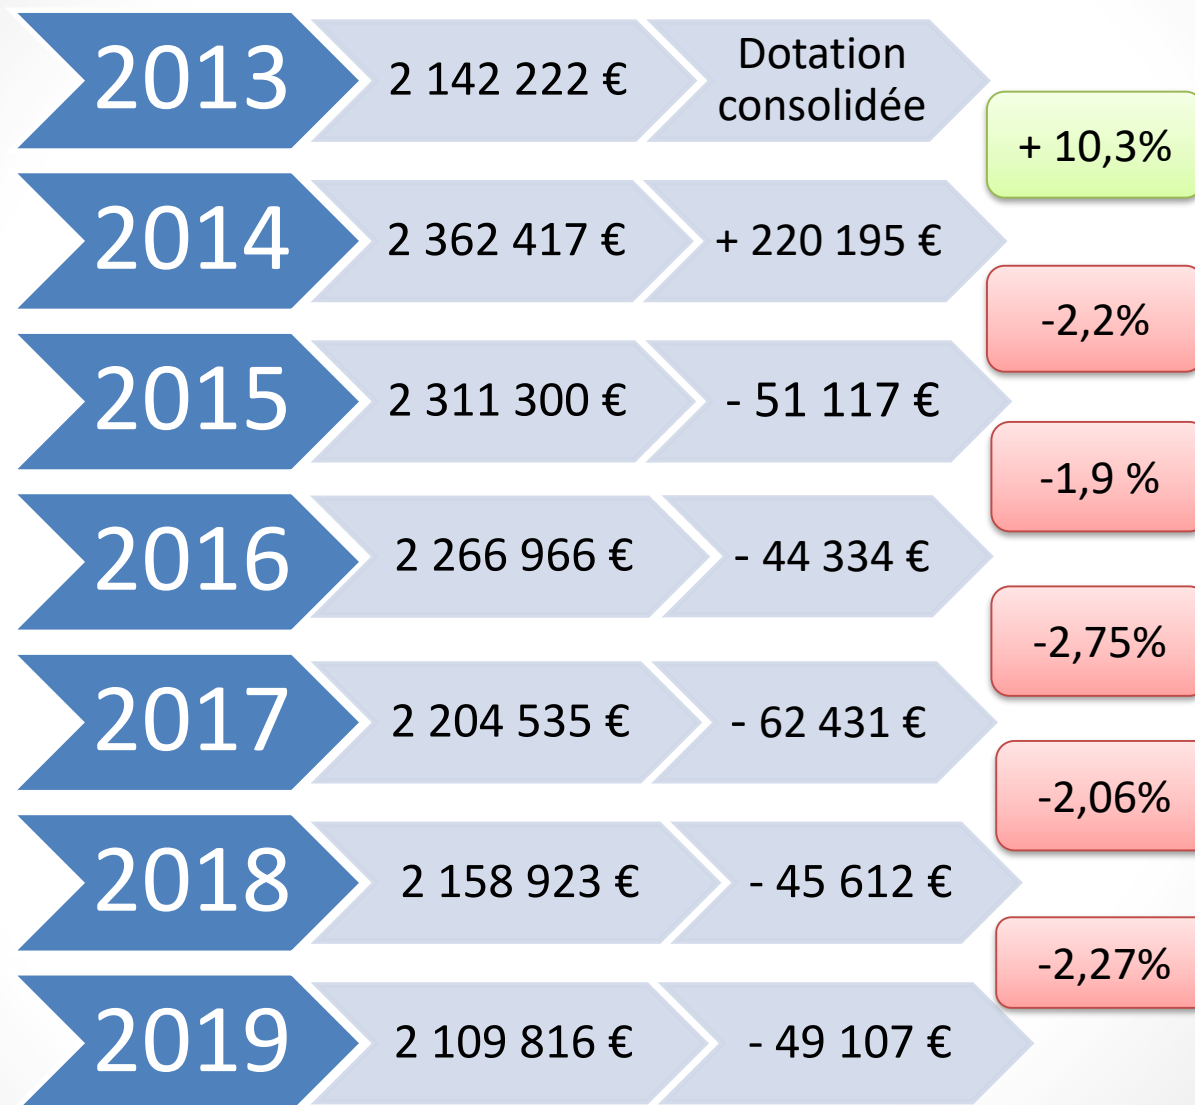 2013
2 142 222 €
Dotation
consolidée
+ 10,3%
2014
2 362 417 €
+ 220 195 €
-2,2%
2015
2 311 300 €
- 51 117 €
-1,9 %
2016
2 266 966 €
- 44 334 €
-2,75%
2017
2 204 535 €
- 62 431 €
-2,06%
2018
2 158 923 €
- 45 612 €
-2,27%
2019
2 109 816 €
- 49 107 €